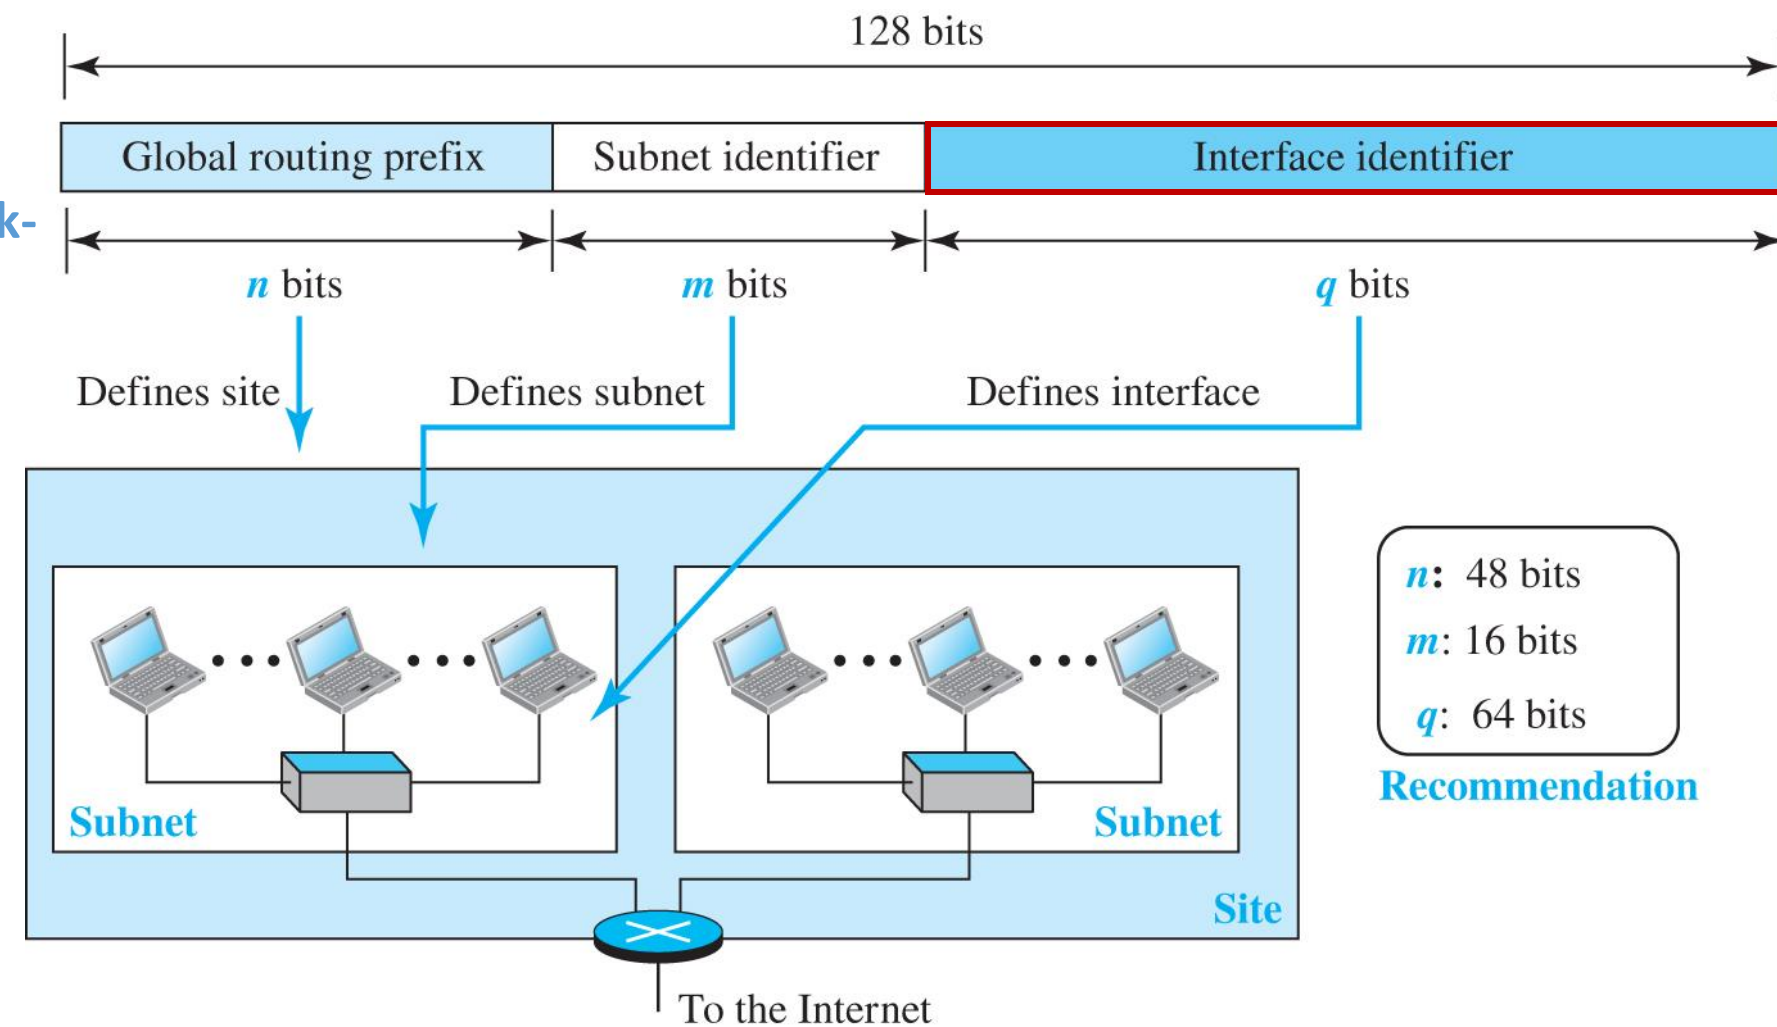 128 bits
Global routing prefix
Subnet identifier
Interface identifier
k-
n bits
m bits
q bits
Defines site
Defines subnet
Defines interface
n: 48 bits
m: 16 bits
q: 64 bits
Recommendation
Subnet
Subnet
Site
To the Internet